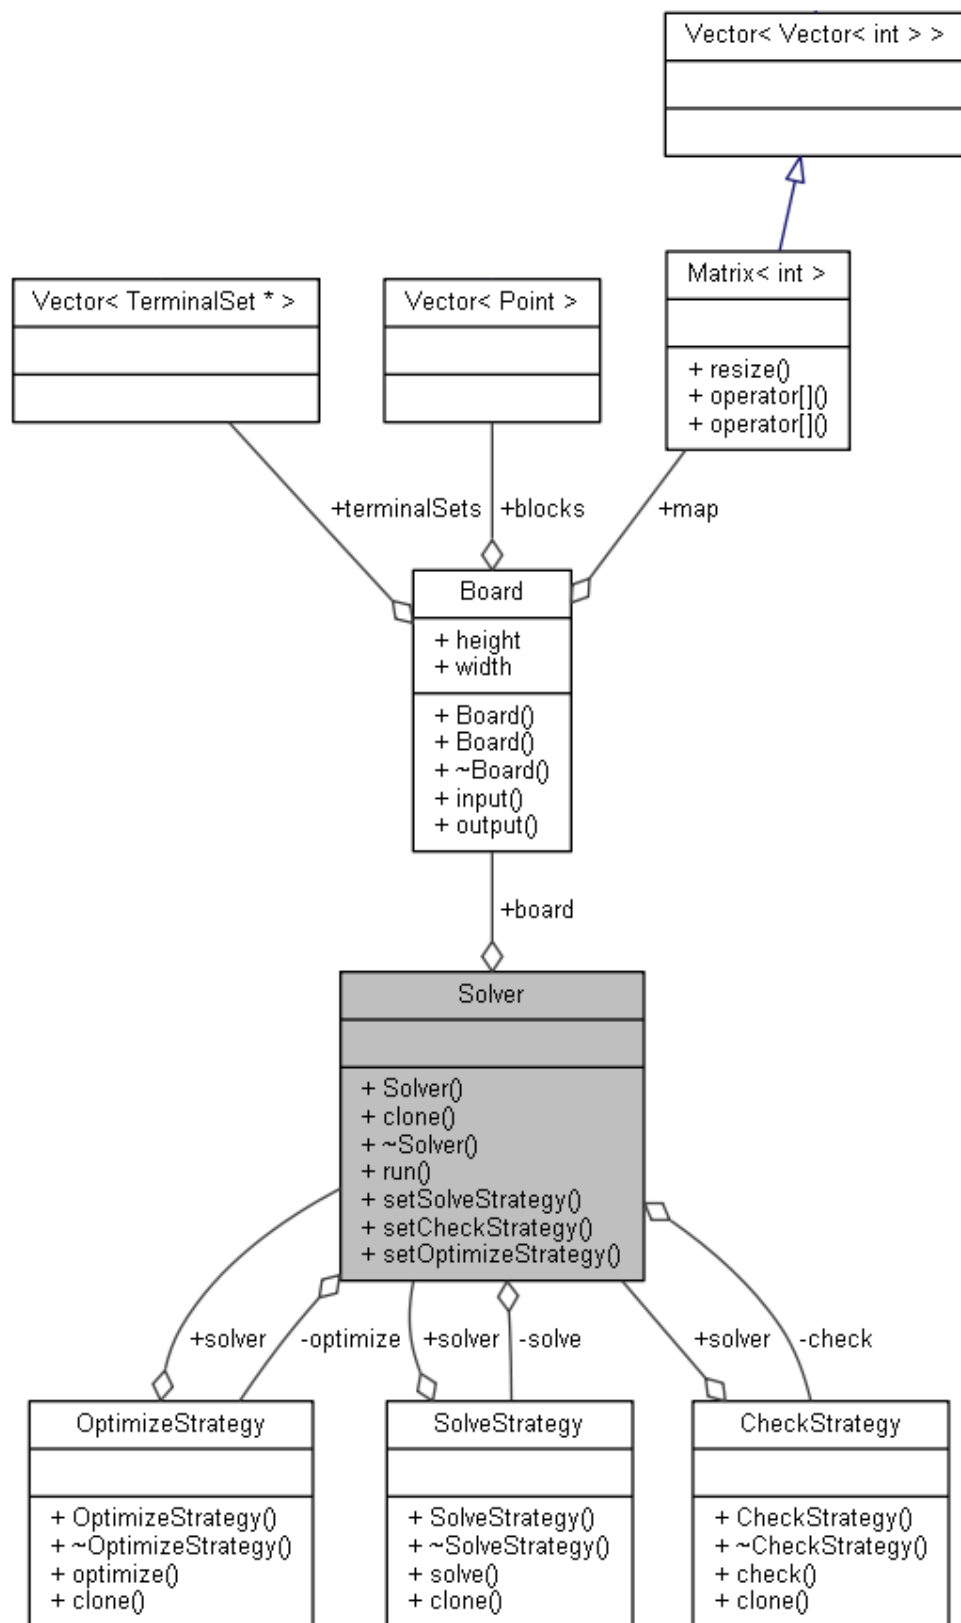 Vector< Vector< int > >
Matrix< int >
+ resize()
+ operator[]()
+ operator[]()
Vector< TerminalSet * >
Vector< Point >
+terminalSets
+blocks
+map
Board
+ height
+ width
+ Board()
+ Board()
+ ~Board()
+ input()
+ output()
+board
Solver
+ Solver()
+ clone()
+ ~Solver()
+ run()
+ setSolveStrategy()
+ setCheckStrategy()
+ setOptimizeStrategy()
+solver
-optimize
+solver
-solve
+solver
-check
OptimizeStrategy
+ OptimizeStrategy()
+ ~OptimizeStrategy()
+ optimize()
+ clone()
SolveStrategy
+ SolveStrategy()
+ ~SolveStrategy()
+ solve()
+ clone()
CheckStrategy
+ CheckStrategy()
+ ~CheckStrategy()
+ check()
+ clone()